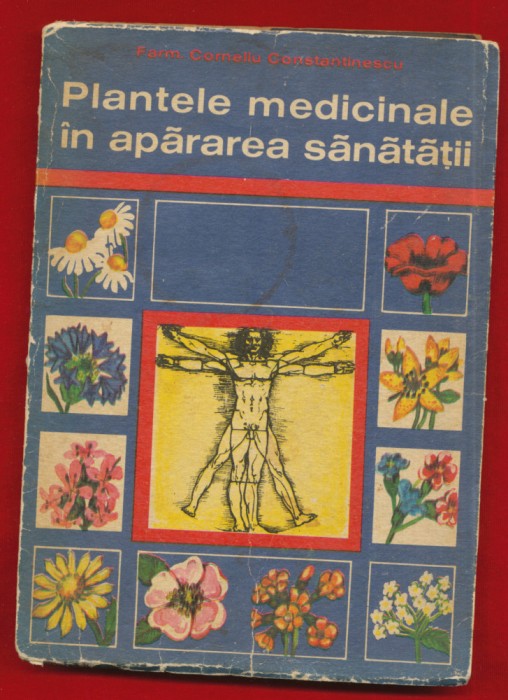 Farm. Corneliu Constantinescu
Plantele medicinale
în apărarea sănătății